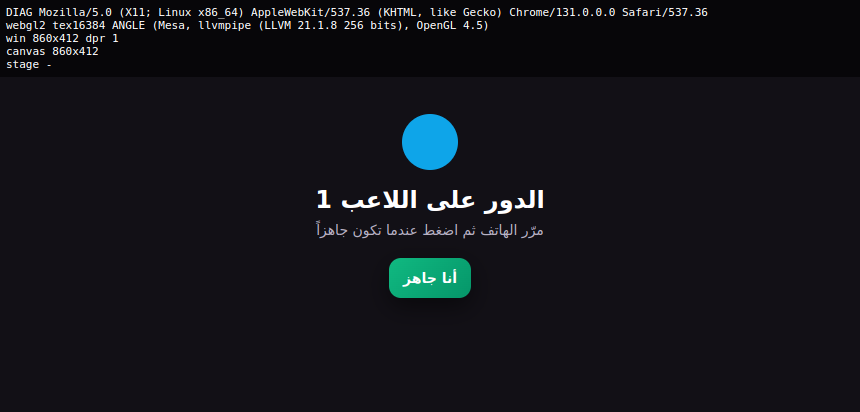 DIAG Mozilla/5.0 (X11; Linux x86_64) AppleWebKit/537.36 (KHTML, like Gecko) Chrome/131.0.0.0 Safari/537.36
webgl2 tex16384 ANGLE (Mesa, llvmpipe (LLVM 21.1.8 256 bits), OpenGL 4.5)
win 860x412 dpr 1
canvas 860x412
stage -
الدور على اللاعب 1
مرّر الهاتف ثم اضغط عندما تكون جاهزاً
أنا جاهز